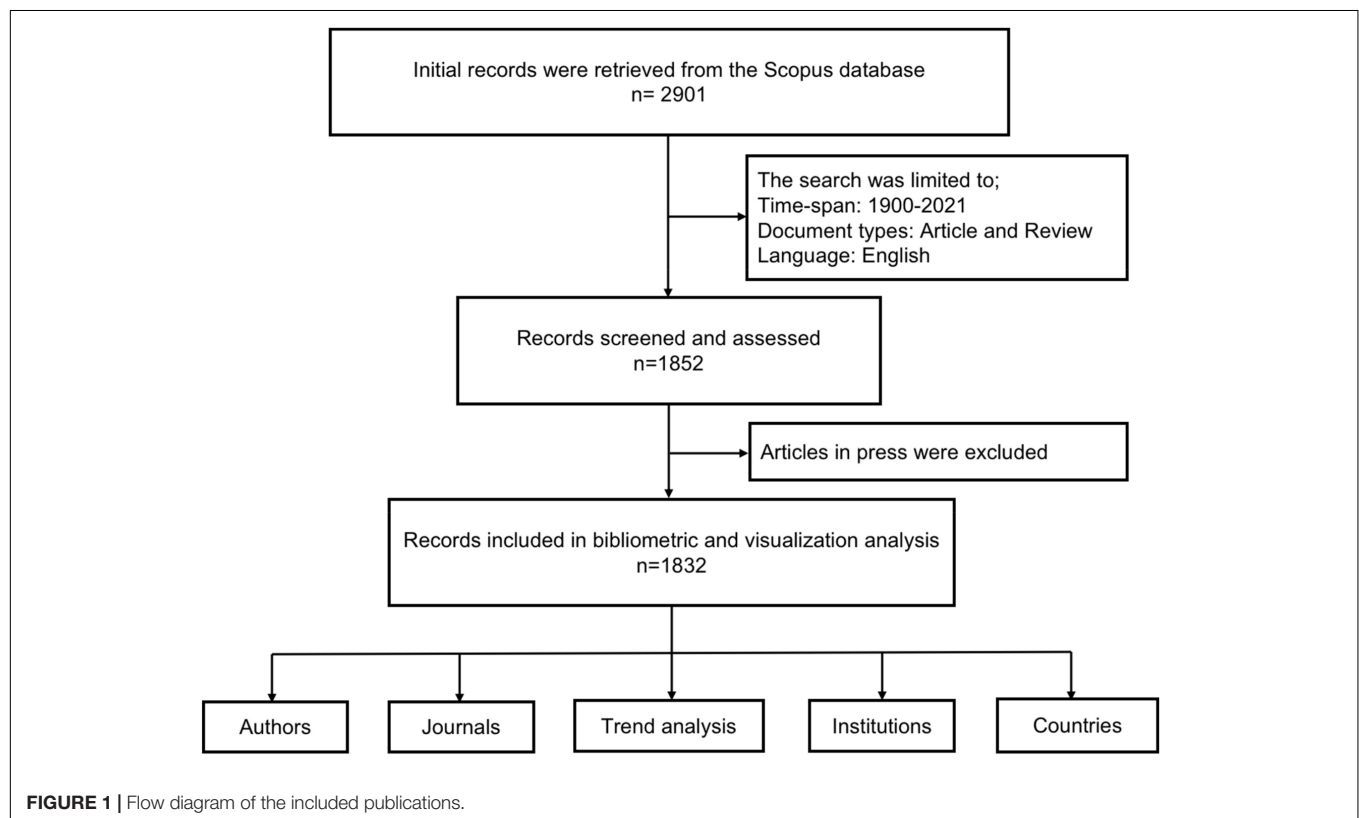 Initial records were retrieved from the Scopus database
n= 2901
The search was limited to;
Time-span: 1900-2021
Document types: Article and Review
Language: English
Records screened and assessed
n=1852
Articles in press were excluded
Records included in bibliometric and visualization analysis
n=1832
Authors
Journals
Trend analysis
Institutions
Countries
FIGURE 1 | Flow diagram of the included publications.